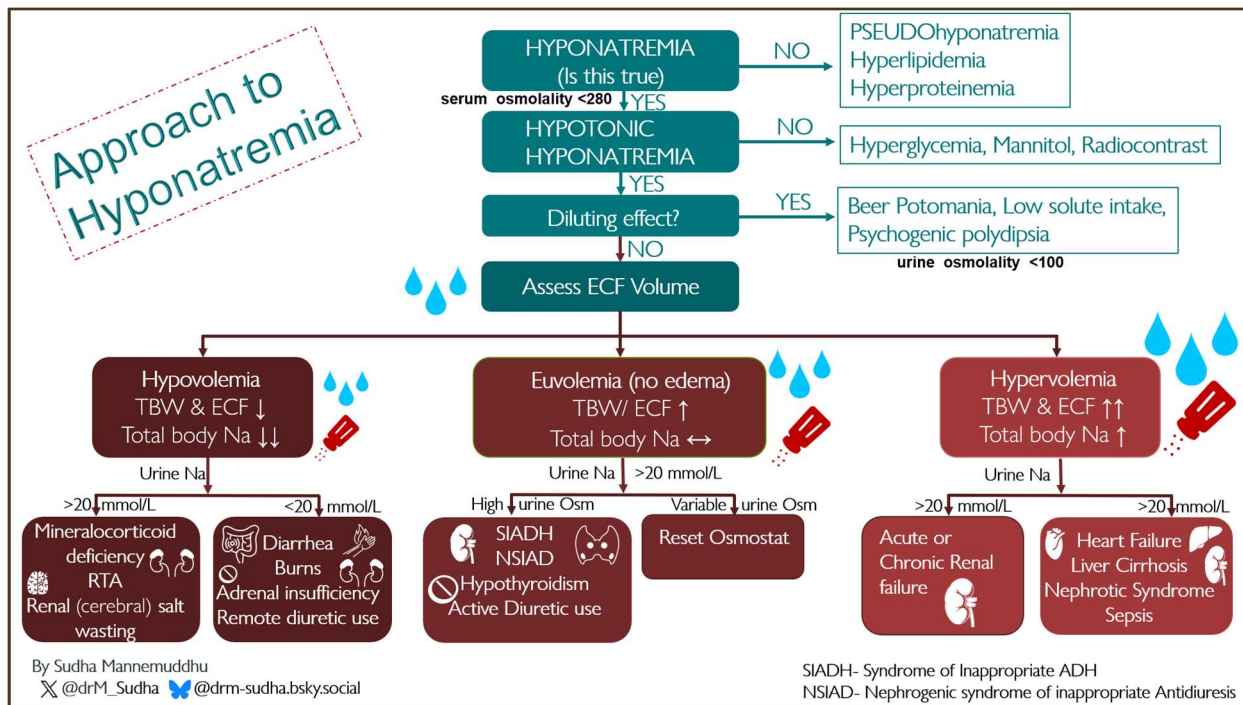 Approach to
Hyponatremia
HYPONATREMIA
(Is this true)
NO
PSEUDOhyponatremia
Hyperlipidemia
Hyperproteinemia
serum osmolality <280
YES
HYPOTONIC
HYPONATREMIA
NO
Hyperglycemia, Mannitol, Radiocontrast
YES
Diluting effect?
YES
Beer Potomania, Low solute intake,
Psychogenic polydipsia
urine osmolality <100
NO
Assess ECF Volume
Hypovolemia
TBW & ECF ↓
Total body Na ↓↓
Euvolemia (no edema)
TBW/ ECF ↑
Total body Na ↔
Hypervolemia
TBW & ECF ↑↑
Total body Na ↑
Urine Na
>20 mmol/L
<20 mmol/L
Mineralocorticoid
deficiency
RTA
Renal (cerebral) salt
wasting
Diarrhea
Burns
Adrenal insufficiency
Remote diuretic use
Urine Na >20 mmol/L
High urine Osm
Variable urine Osm
SIADH
NSIAD
Hypothyroidism
Active Diuretic use
Reset Osmostat
Urine Na
>20 mmol/L
<20 mmol/L
Acute or
Chronic Renal
failure
Heart Failure
Liver Cirrhosis
Nephrotic Syndrome
Sepsis
By Sudha Mannemuddhu
@drM_Sudha @drm-sudha.bsky.social
SIADH- Syndrome of Inappropriate ADH
NSIAD- Nephrogenic syndrome of inappropriate Antidiuresis